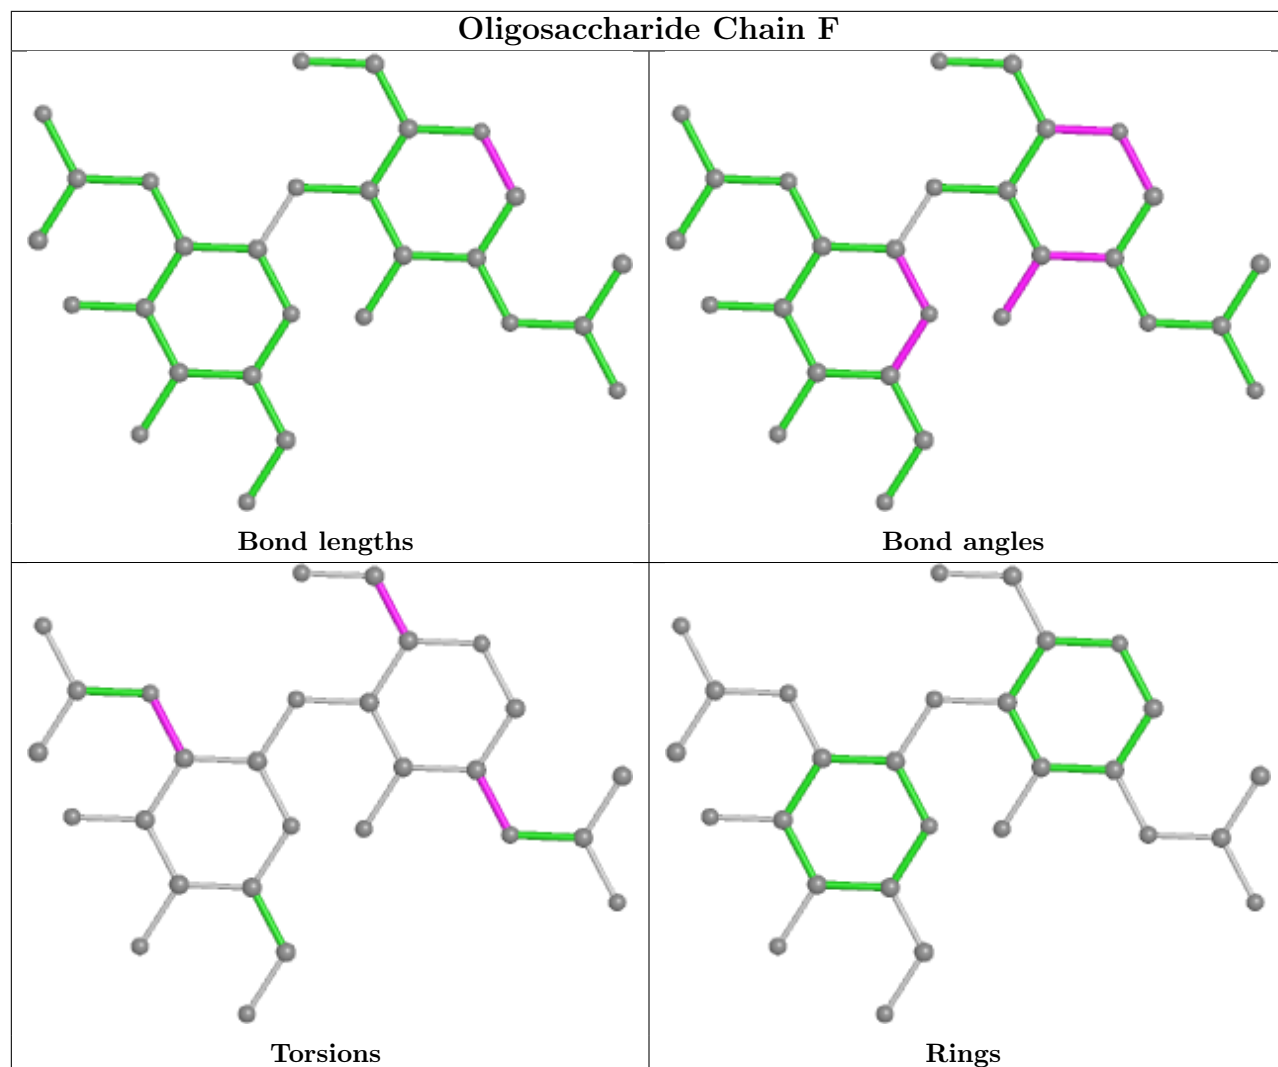 Oligosaccharide Chain F
Bond lengths
Bond angles
Torsions
Rings